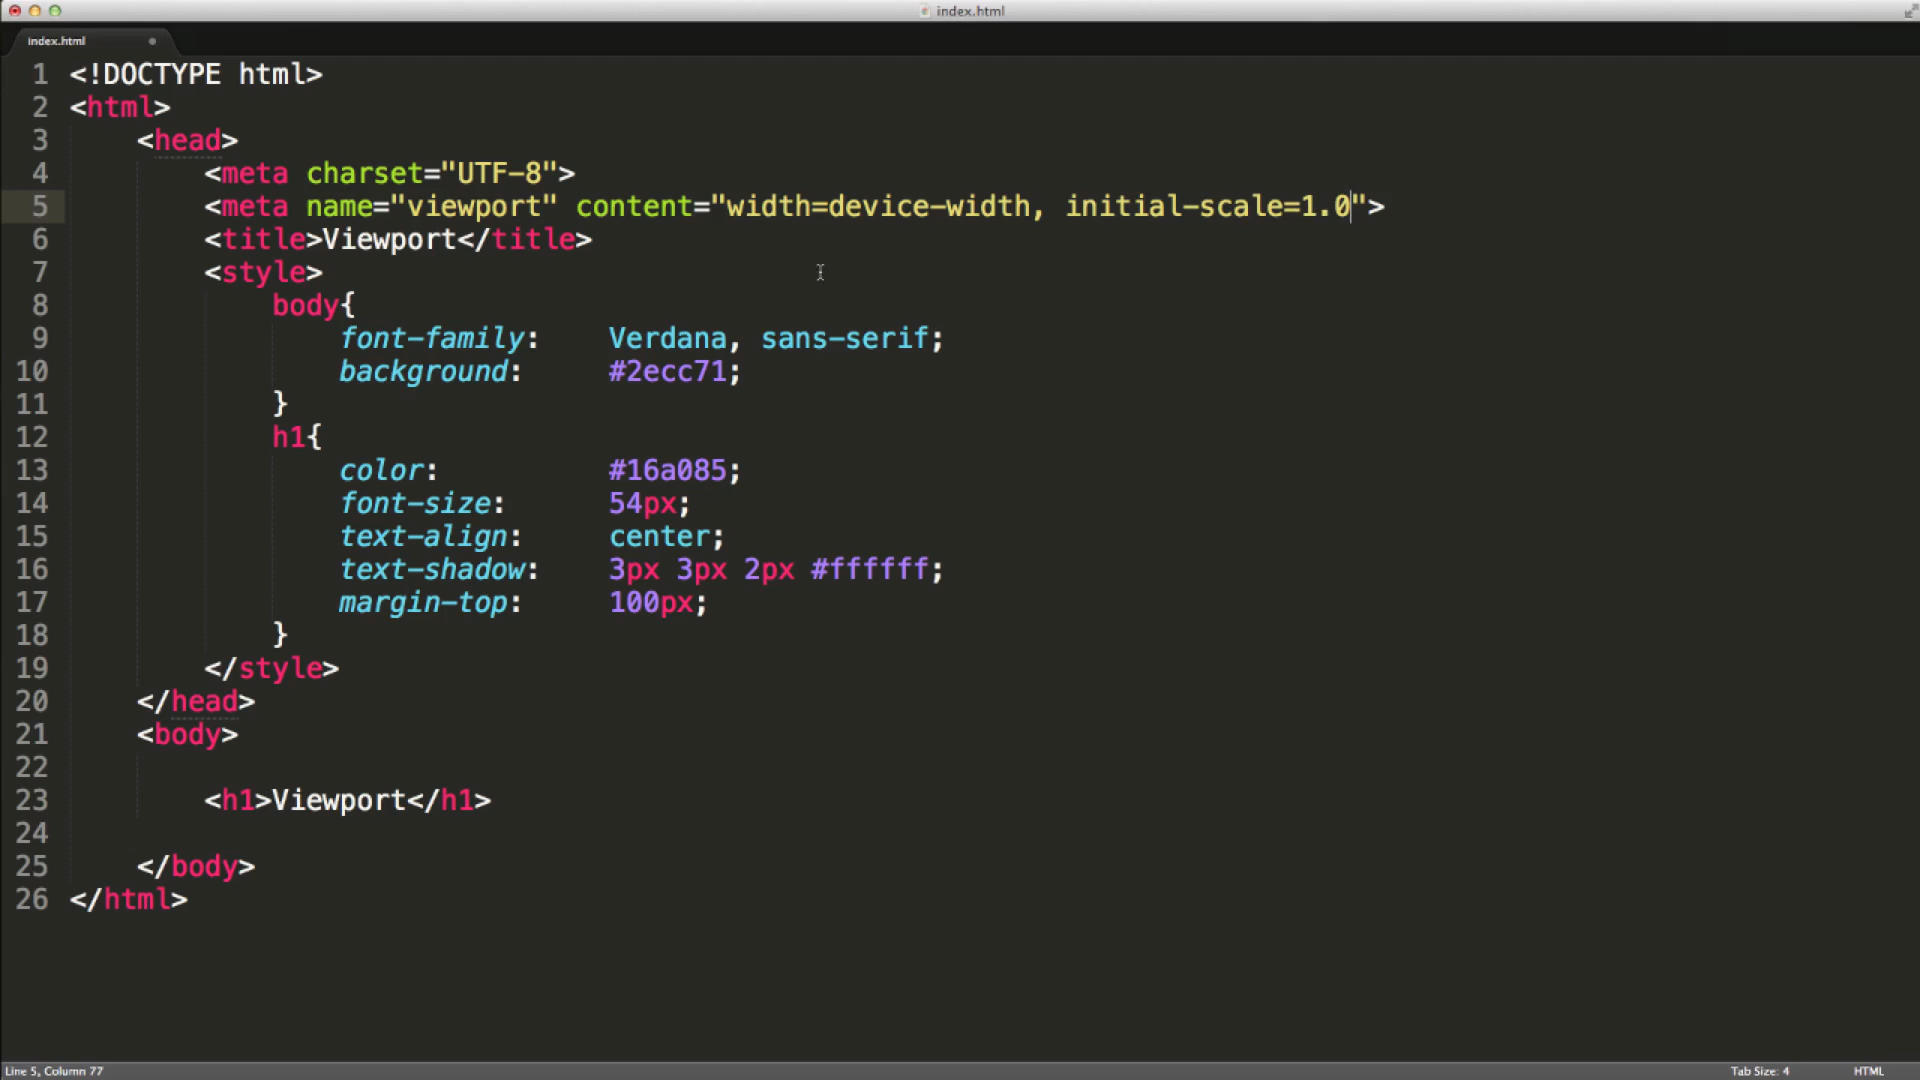 index.html
index.html
1 <!DOCTYPE html>
2 <html>
3     <head>
4         <meta charset="UTF-8">
5         <meta name="viewport" content="width=device-width, initial-scale=1.0">
6         <title>Viewport</title>
7         <style>
8             body{
9                 font-family:    Verdana, sans-serif;
10                 background:     #2ecc71;
11             }
12             h1{
13                 color:          #16a085;
14                 font-size:      54px;
15                 text-align:     center;
16                 text-shadow:    3px 3px 2px #ffffff;
17                 margin-top:     100px;
18             }
19         </style>
20     </head>
21     <body>
22
23         <h1>Viewport</h1>
24
25     </body>
26 </html>
Line 5, Column 77
Tab Size: 4
HTML